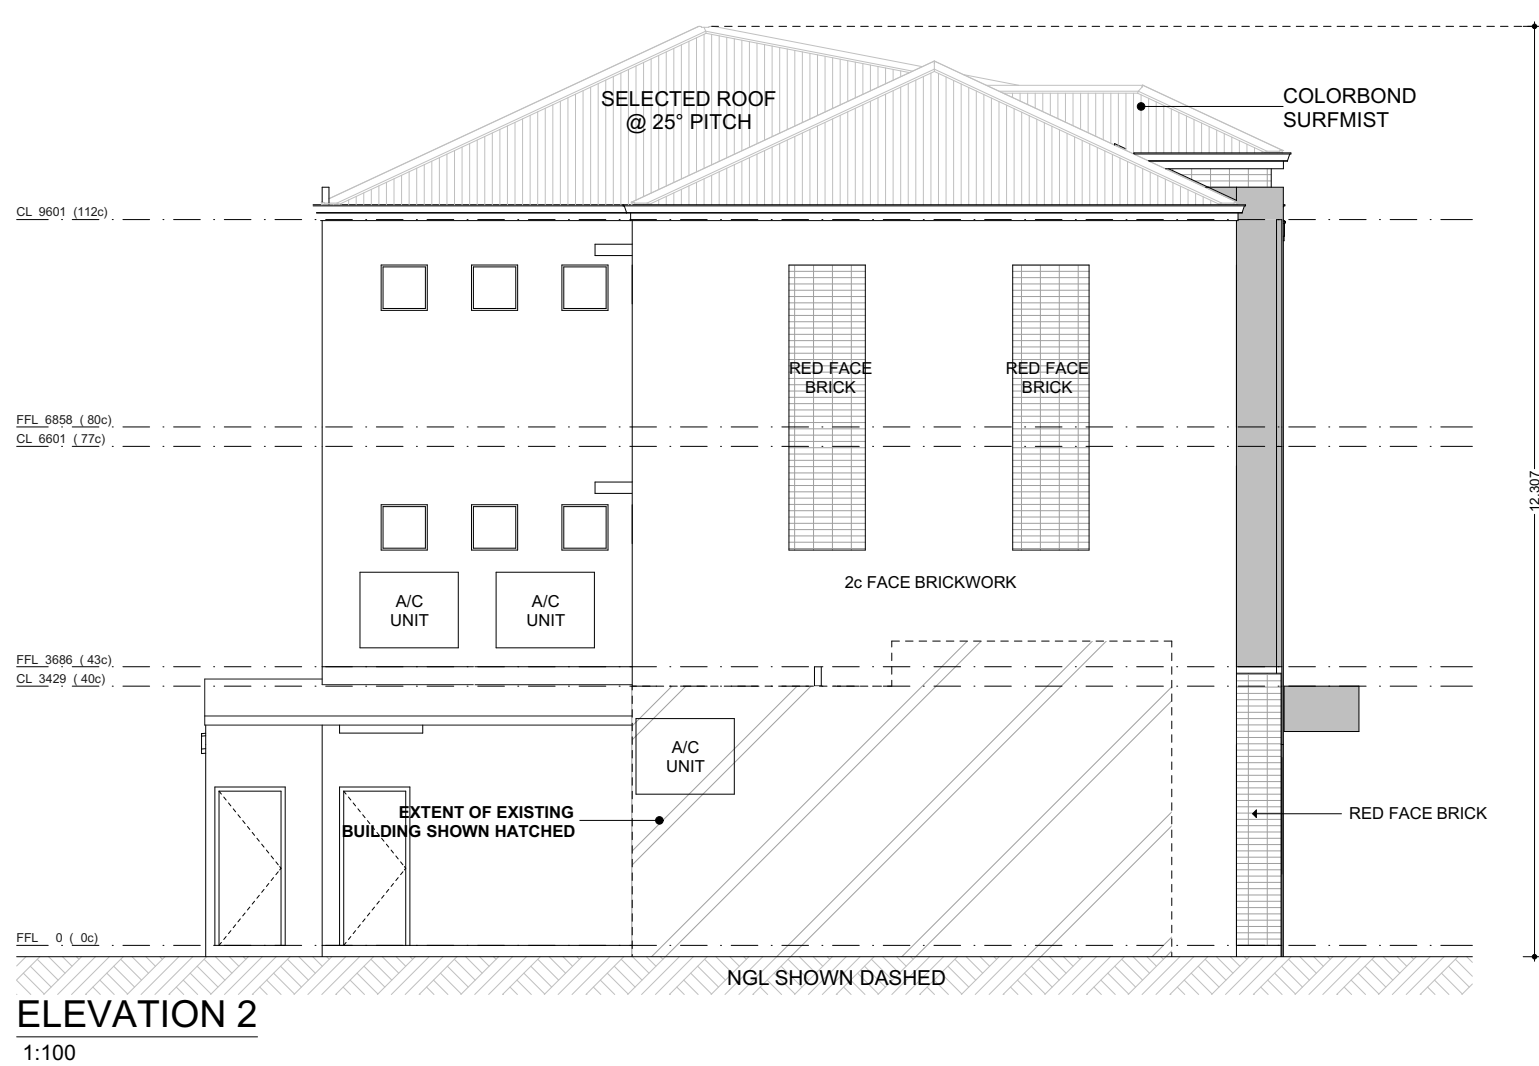 SELECTED ROOF
@ 25° PITCH
COLORBOND
SURFMIST
CL 9601 (112c)
RED FACE
BRICK
RED FACE
BRICK
FFL 6858 ( 80c)
CL 6601 ( 77c)
12.307
2c FACE BRICKWORK
A/C
UNIT
A/C
UNIT
FFL 3686 ( 43c)
CL 3429 ( 40c)
A/C
UNIT
EXTENT OF EXISTING
BUILDING SHOWN HATCHED
RED FACE BRICK
FFL 0 ( 0c)
NGL SHOWN DASHED
ELEVATION 2
1:100